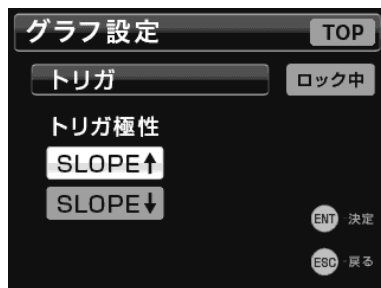 グラフ設定 TOP
トリガ ロック中
トリガ極性
SLOPE↑
SLOPE↓
ENT 決定
ESC 戻る